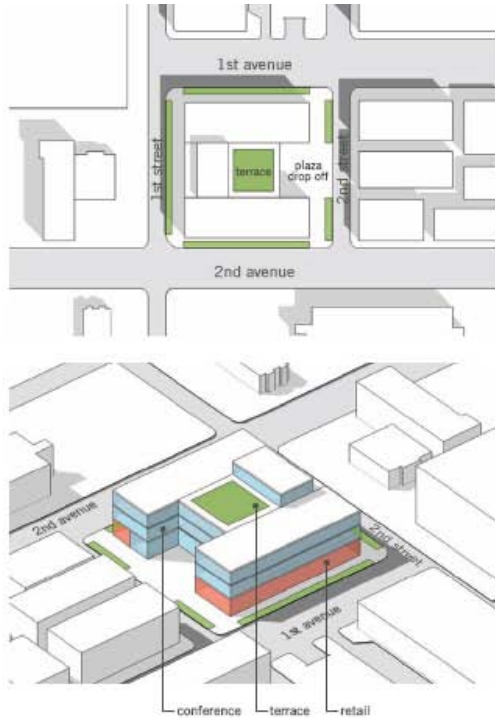 1st avenue
1st street
terrace
plaza
drop off
2nd street
2nd avenue
2nd avenue
2nd street
1st avenue
conference
terrace
retail